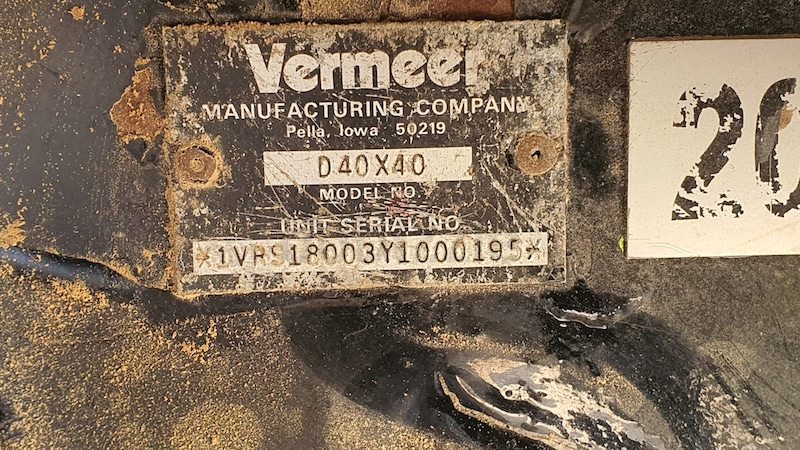 Vermeer
MANUFACTURING COMPANY
Pella, Iowa 50219
D40X40
MODEL NO
UNIT SERIAL NO
*1VRS18003Y1000195*
20